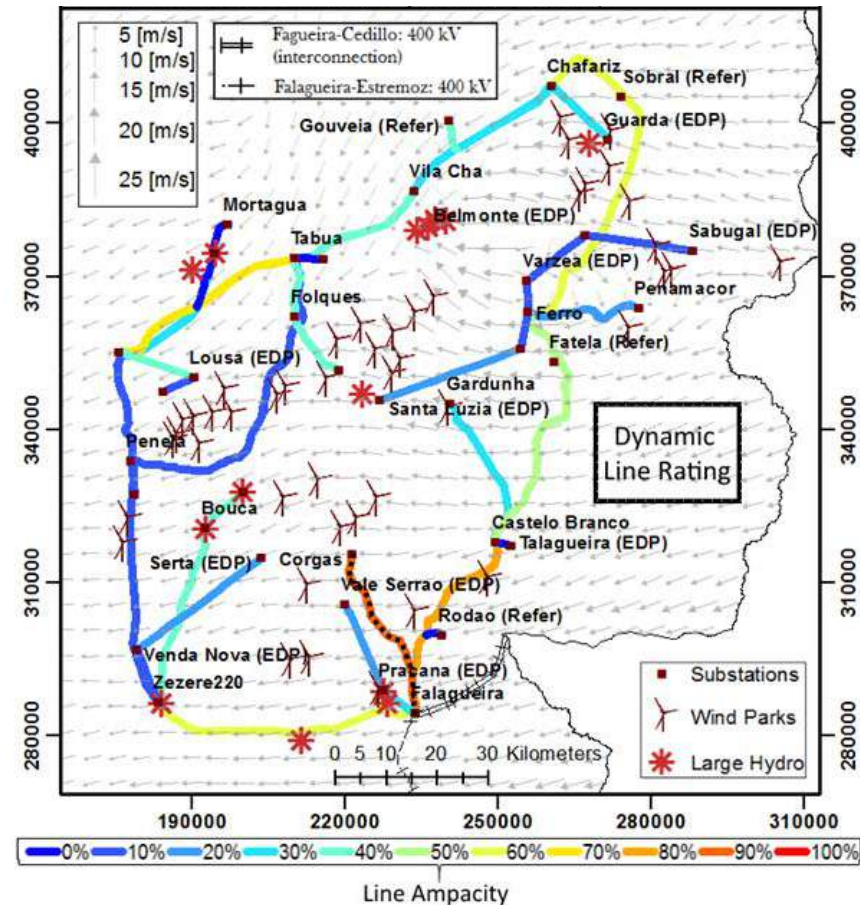 5 [m/s]
10 [m/s]
15 [m/s]
20 [m/s]
25 [m/s]
Fagueira-Cedillo: 400 kV
(interconnection)
Falagueira-Estremoz: 400 kV
Chafariz
Sobral (Refer)
Gouveia (Refer)
Guarda (EDP)
Vila Cha
Mortagua
Belmonte (EDP)
Tabua
Sabugal (EDP)
Varzea (EDP)
Penamacor
Folques
Ferro
Fatela (Refer)
Lousa (EDP)
Gardunha
Santa Luzia (EDP)
Dynamic
Line Rating
Penela
Bouca
Castelo Branco
Talagueira (EDP)
Serta (EDP)
Corgas
Vale Serrao (EDP)
Rodao (Refer)
Venda Nova (EDP)
Pracana (EDP)
Zezere220
Falagueira
Substations
Wind Parks
Large Hydro
0 5 10 20 30 Kilometers
400000
370000
340000
310000
280000
400000
370000
340000
310000
280000
190000 220000 250000 280000 310000
0% 10% 20% 30% 40% 50% 60% 70% 80% 90% 100%
Line Ampacity